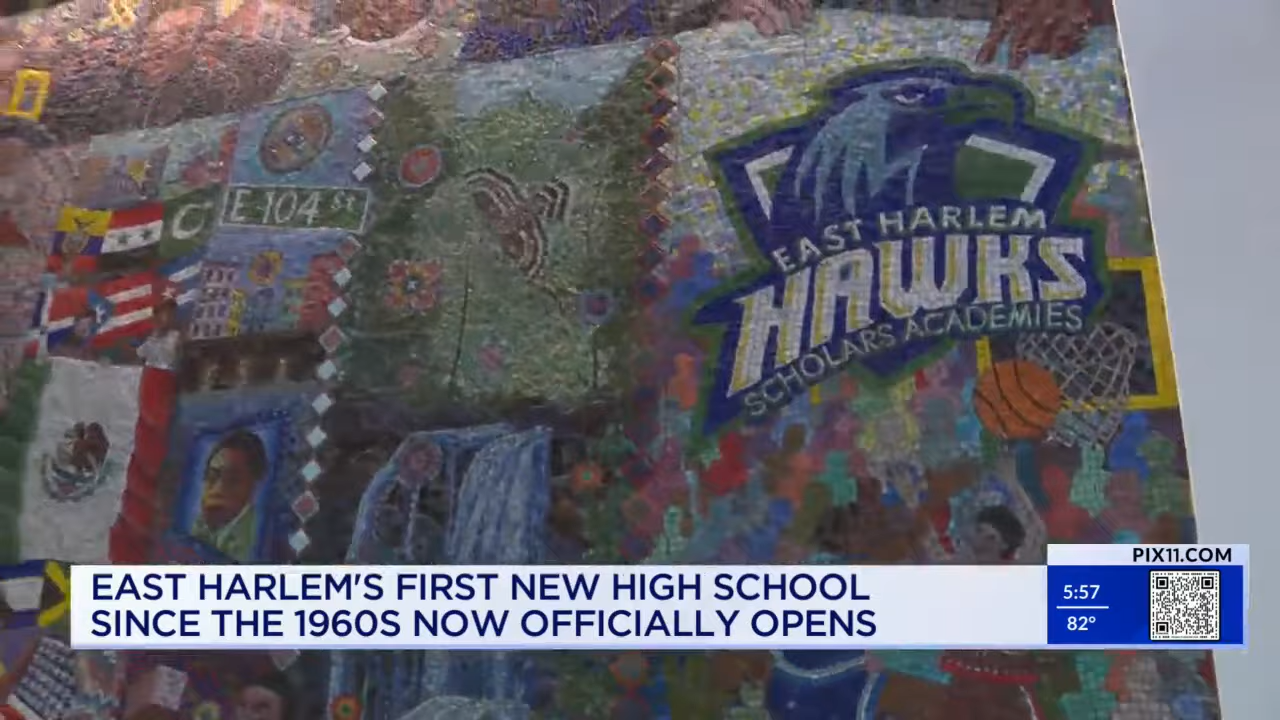 E 104 ST
EAST HARLEM
HAWKS
SCHOLARS ACADEMIES
PIX11.COM
EAST HARLEM'S FIRST NEW HIGH SCHOOL
SINCE THE 1960S NOW OFFICIALLY OPENS
5:57
82°